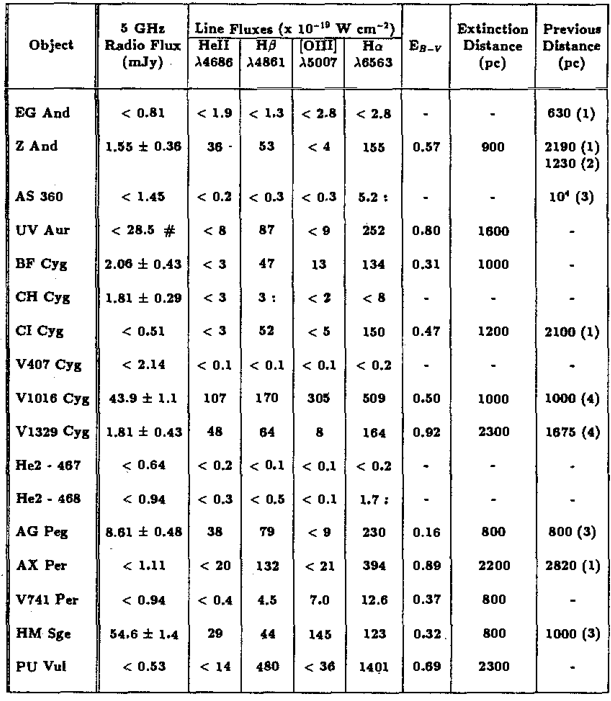 Object 5 GHz Radio Flux (mJy) Line Fluxes (x 10⁻¹⁹ W cm⁻²) HeII λ4686 Hβ λ4861 [OIII] λ5007 Hα λ6563 E_{B-V} Extinction Distance (pc) Previous Distance (pc)
EG And < 0.81 < 1.9 < 1.3 < 2.8 < 2.8 - - 630 (1)
Z And 1.55 ± 0.36 36 53 < 4 155 0.57 900 2190 (1)
1230 (2)
AS 360 < 1.45 < 0.2 < 0.3 < 0.3 5.2 : - - 10⁴ (3)
UV Aur < 28.5 # < 8 87 < 9 252 0.80 1600 -
BF Cyg 2.06 ± 0.43 < 3 47 13 134 0.31 1000 -
CH Cyg 1.81 ± 0.29 < 3 3 : < 2 < 8 - - -
CI Cyg < 0.51 < 3 52 < 5 150 0.47 1200 2100 (1)
V407 Cyg < 2.14 < 0.1 < 0.1 < 0.1 < 0.2 - - -
V1016 Cyg 43.9 ± 1.1 107 170 305 509 0.50 1000 1000 (4)
V1329 Cyg 1.81 ± 0.43 48 64 8 164 0.92 2300 1675 (4)
He2 - 467 < 0.64 < 0.2 < 0.1 < 0.1 < 0.2 - - -
He2 - 468 < 0.94 < 0.3 < 0.5 < 0.1 1.7 : - - -
AG Peg 8.61 ± 0.48 38 79 < 9 230 0.16 800 800 (3)
AX Per < 1.11 < 20 132 < 21 394 0.89 2200 2820 (1)
V741 Per < 0.94 < 0.4 4.5 7.0 12.6 0.37 800 -
HM Sge 54.6 ± 1.4 29 44 145 123 0.32 800 1000 (3)
PU Vul < 0.53 < 14 480 < 36 1401 0.69 2300 -